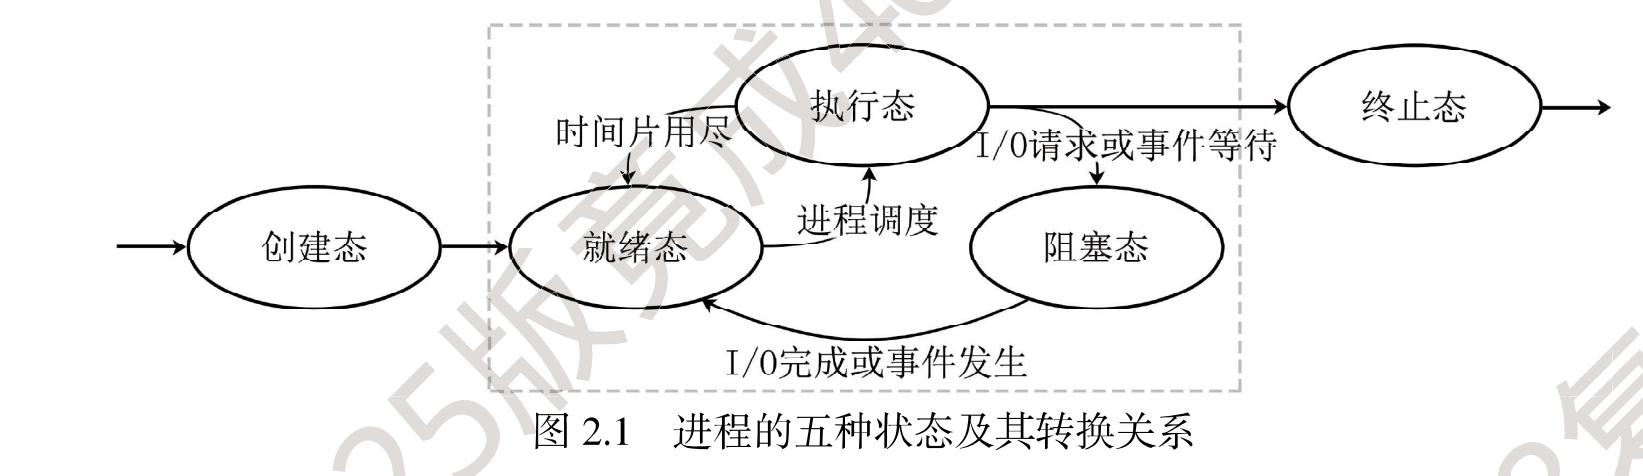 执行态
终止态
时间片用尽
I/O请求或事件等待
进程调度
创建态
就绪态
阻塞态
I/O完成或事件发生
图 2.1 进程的五种状态及其转换关系
25版竟成4